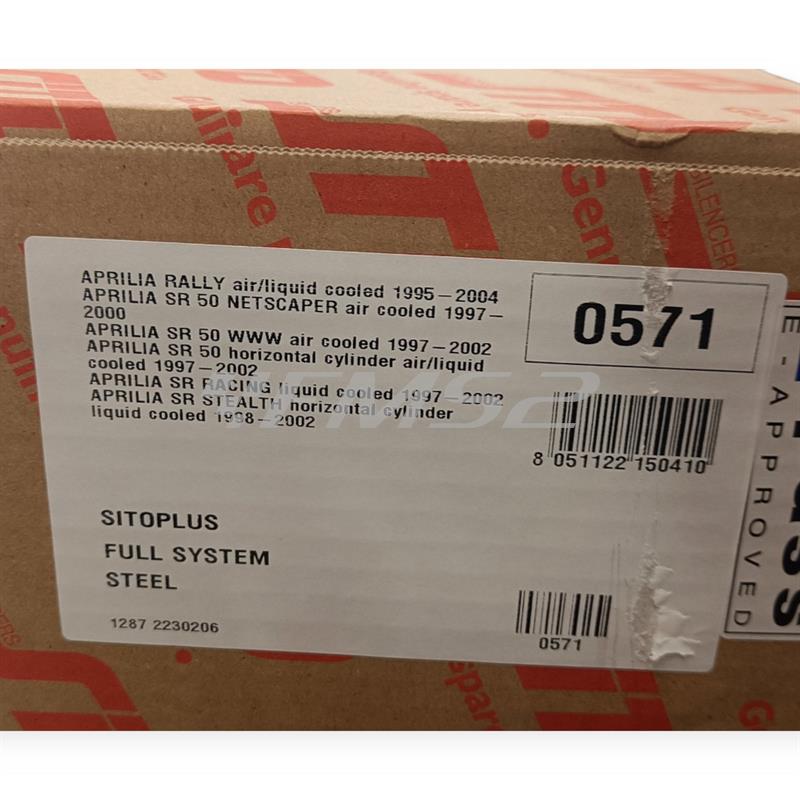 APRILIA RALLY air/liquid cooled 1995-2004
APRILIA SR 50 NETSCAPER air cooled 1997-
2000
APRILIA SR 50 WWW air cooled 1997-2002
APRILIA SR 50 horizontal cylinder air/liquid
cooled 1997-2002
APRILIA SR RACING liquid cooled 1997-2002
APRILIA SR STEALTH horizontal cylinder
liquid cooled 1998-2002
0571
8 051122 150410
SITOPLUS
FULL SYSTEM
STEEL
1287 2230206
0571
E-APPROVED
SILENCERS